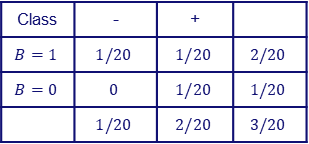 Class - +
B = 1 1/20 1/20 2/20
B = 0 0 1/20 1/20
1/20 2/20 3/20